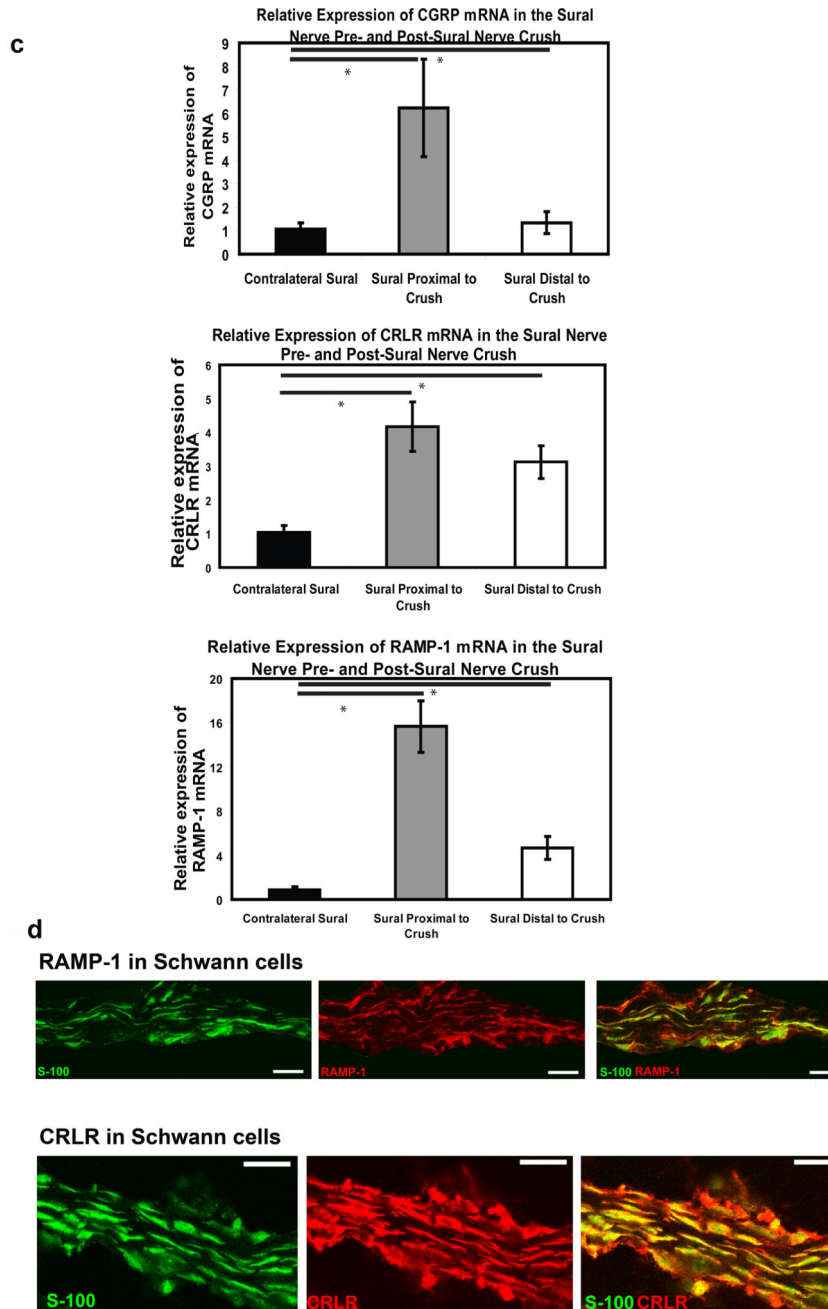 c
Relative Expression of CGRP mRNA in the Sural
Nerve Pre- and Post-Sural Nerve Crush
Relative expression of
CGRP mRNA
9
8
7
6
5
4
3
2
1
0
*
*
Contralateral Sural
Sural Proximal to
Crush
Sural Distal to
Crush
Relative Expression of CRLR mRNA in the Sural Nerve
Pre- and Post-Sural Nerve Crush
Relative expression of
CRLR mRNA
6
5
4
3
2
1
0
*
*
Contralateral Sural
Sural Proximal to
Crush
Sural Distal to Crush
Relative Expression of RAMP-1 mRNA in the Sural
Nerve Pre- and Post-Sural Nerve Crush
Relative expression of
RAMP-1 mRNA
20
16
12
8
4
0
*
*
Contralateral Sural
Sural Proximal to
Crush
Sural Distal to Crush
d
RAMP-1 in Schwann cells
S-100
RAMP-1
S-100 RAMP-1
CRLR in Schwann cells
S-100
CRLR
S-100 CRLR